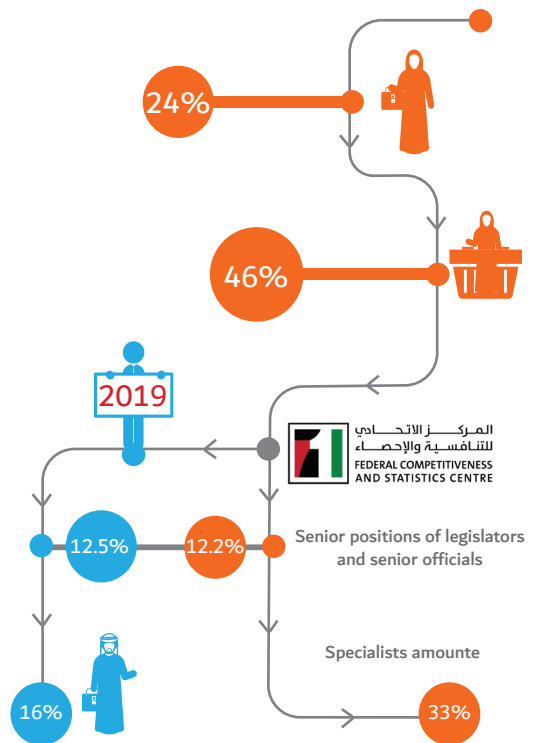 24%
46%
2019
المركز الاتحادي
للتنافسية والإحصاء
FEDERAL COMPETITIVENESS
AND STATISTICS CENTRE
12.5%
12.2%
Senior positions of legislators
and senior officials
Specialists amounte
16%
33%